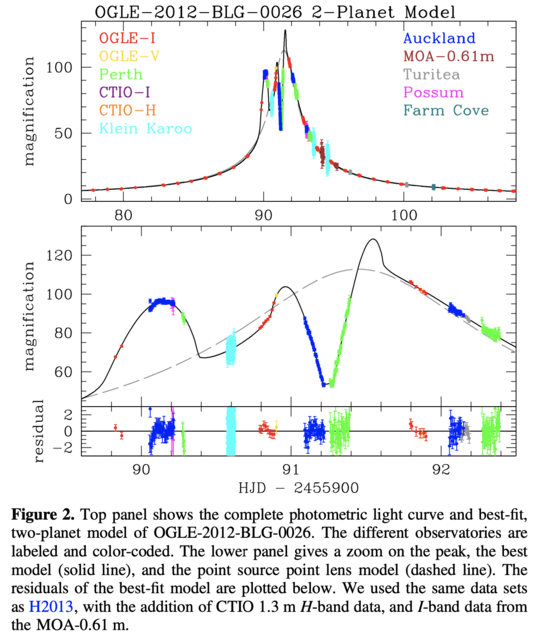 OGLE-2012-BLG-0026 2-Planet Model
OGLE-I
OGLE-V
Perth
CTIO-I
CTIO-H
Klein Karoo
Auckland
MOA-0.61m
Turitea
Possum
Farm Cove
magnification
100
50
0
80
90
100
magnification
120
100
80
60
residual
2
0
−2
90
91
92
HJD − 2455900
Figure 2. Top panel shows the complete photometric light curve and best-fit,
two-planet model of OGLE-2012-BLG-0026. The different observatories are
labeled and color-coded. The lower panel gives a zoom on the peak, the best
model (solid line), and the point source point lens model (dashed line). The
residuals of the best-fit model are plotted below. We used the same data sets
as H2013, with the addition of CTIO 1.3 m H-band data, and I-band data from
the MOA-0.61 m.